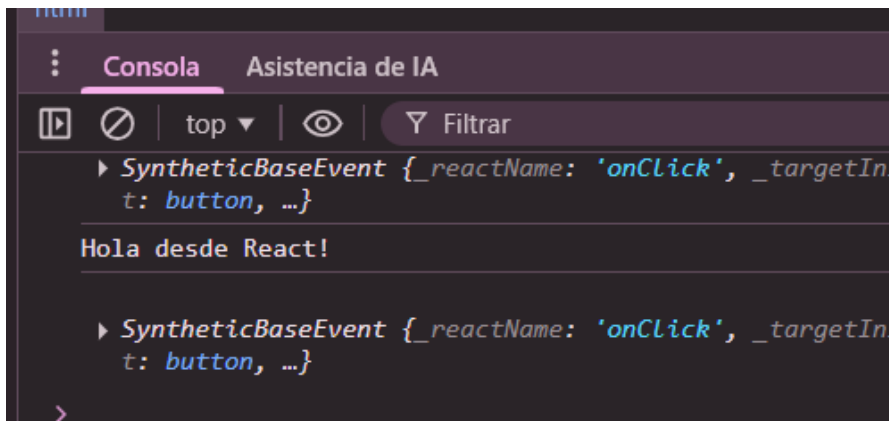 html
Consola Asistencia de IA
top Filtrar
SyntheticBaseEvent {_reactName: 'onClick', _targetIn
t: button, …}
Hola desde React!
SyntheticBaseEvent {_reactName: 'onClick', _targetIn
t: button, …}